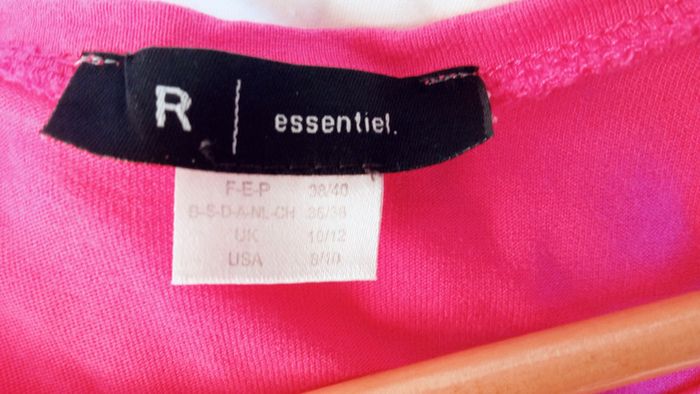 R | essentiel.
F-E-P 38/40
D-S-D-A-NL-CH 36/38
UK 10/12
USA 8/10